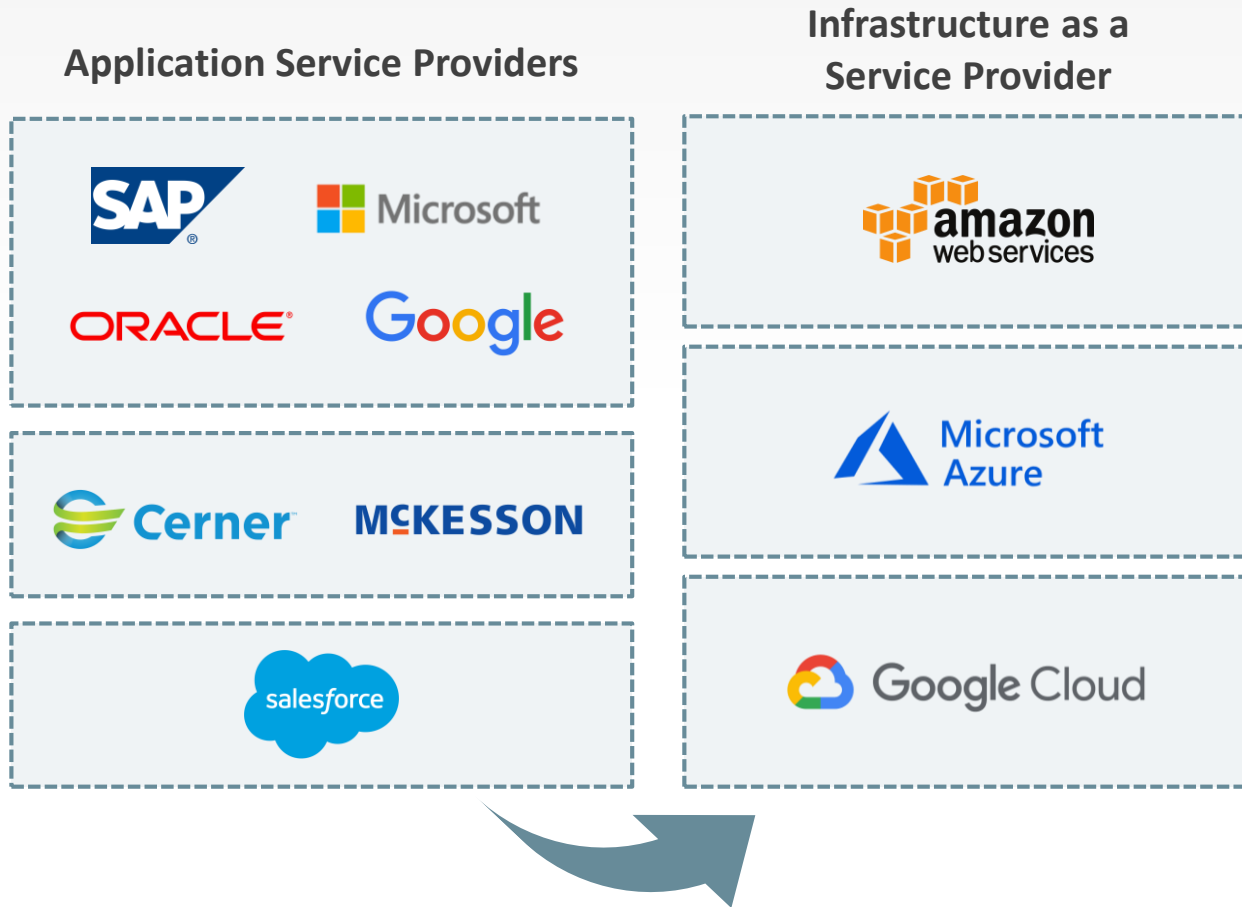 Application Service Providers
Infrastructure as a
Service Provider
SAP®
Microsoft
ORACLE®
Google
Cerner™
MCKESSON
salesforce
amazon
web services
Microsoft
Azure
Google Cloud